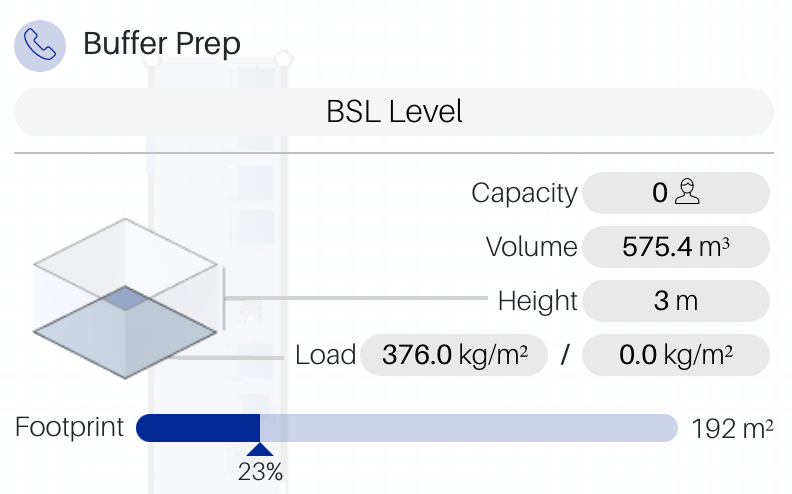 Buffer Prep
BSL Level
Capacity 0
Volume 575.4 m³
Height 3 m
Load 376.0 kg/m² / 0.0 kg/m²
Footprint 192 m²
23%